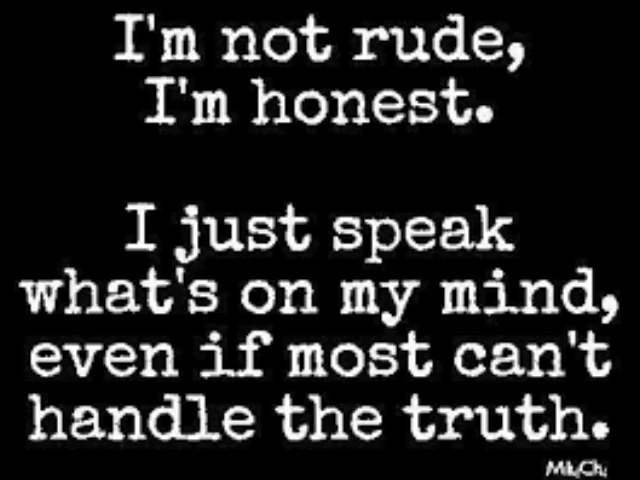 I'm not rude,
I'm honest.
I just speak
what's on my mind,
even if most can't
handle the truth.